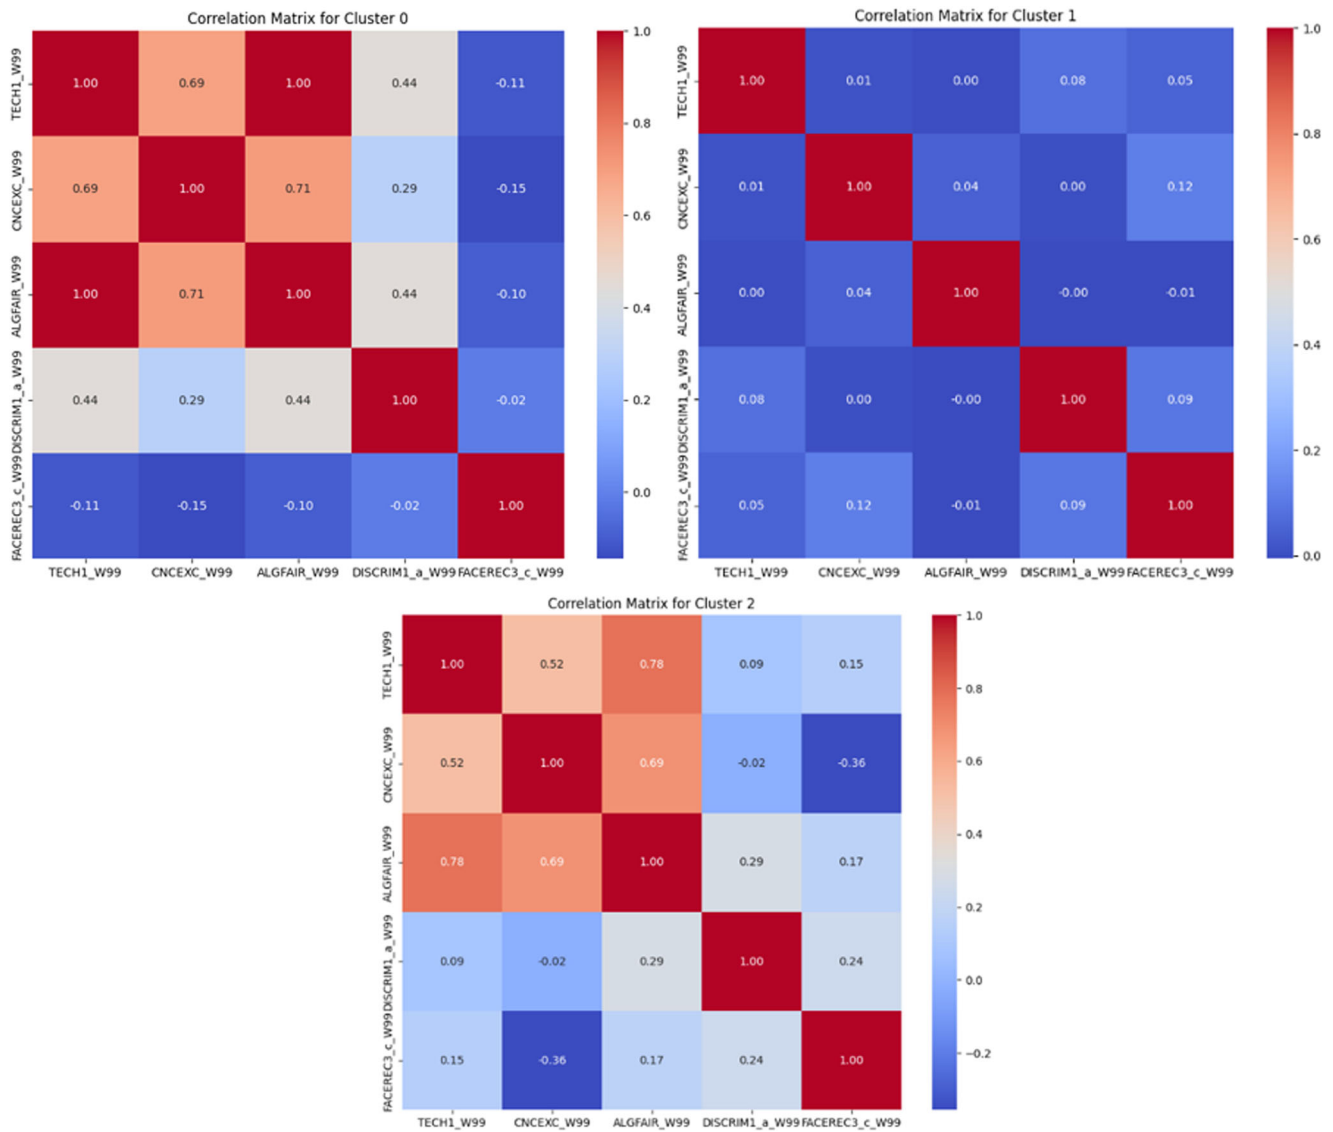 Correlation Matrix for Cluster 0
TECH1_W99 1.00 0.69 1.00 0.44 -0.11
CNCEXC_W99 0.69 1.00 0.71 0.29 -0.15
ALGFAIR_W99 1.00 0.71 1.00 0.44 -0.10
DISCRIM1_a_W99 0.44 0.29 0.44 1.00 -0.02
FACEREC3_c_W99 -0.11 -0.15 -0.10 -0.02 1.00
TECH1_W99 CNCEXC_W99 ALGFAIR_W99 DISCRIM1_a_W99 FACEREC3_c_W99
1.0
0.8
0.6
0.4
0.2
0.0
Correlation Matrix for Cluster 1
TECH1_W99 1.00 0.01 0.00 0.08 0.05
CNCEXC_W99 0.01 1.00 0.04 0.00 0.12
ALGFAIR_W99 0.00 0.04 1.00 -0.00 -0.01
DISCRIM1_a_W99 0.08 0.00 -0.00 1.00 0.09
FACEREC3_c_W99 0.05 0.12 -0.01 0.09 1.00
TECH1_W99 CNCEXC_W99 ALGFAIR_W99 DISCRIM1_a_W99 FACEREC3_c_W99
1.0
0.8
0.6
0.4
0.2
0.0
Correlation Matrix for Cluster 2
TECH1_W99 1.00 0.52 0.78 0.09 0.15
CNCEXC_W99 0.52 1.00 0.69 -0.02 -0.36
ALGFAIR_W99 0.78 0.69 1.00 0.29 0.17
DISCRIM1_a_W99 0.09 -0.02 0.29 1.00 0.24
FACEREC3_c_W99 0.15 -0.36 0.17 0.24 1.00
TECH1_W99 CNCEXC_W99 ALGFAIR_W99 DISCRIM1_a_W99 FACEREC3_c_W99
1.0
0.8
0.6
0.4
0.2
0.0
−0.2